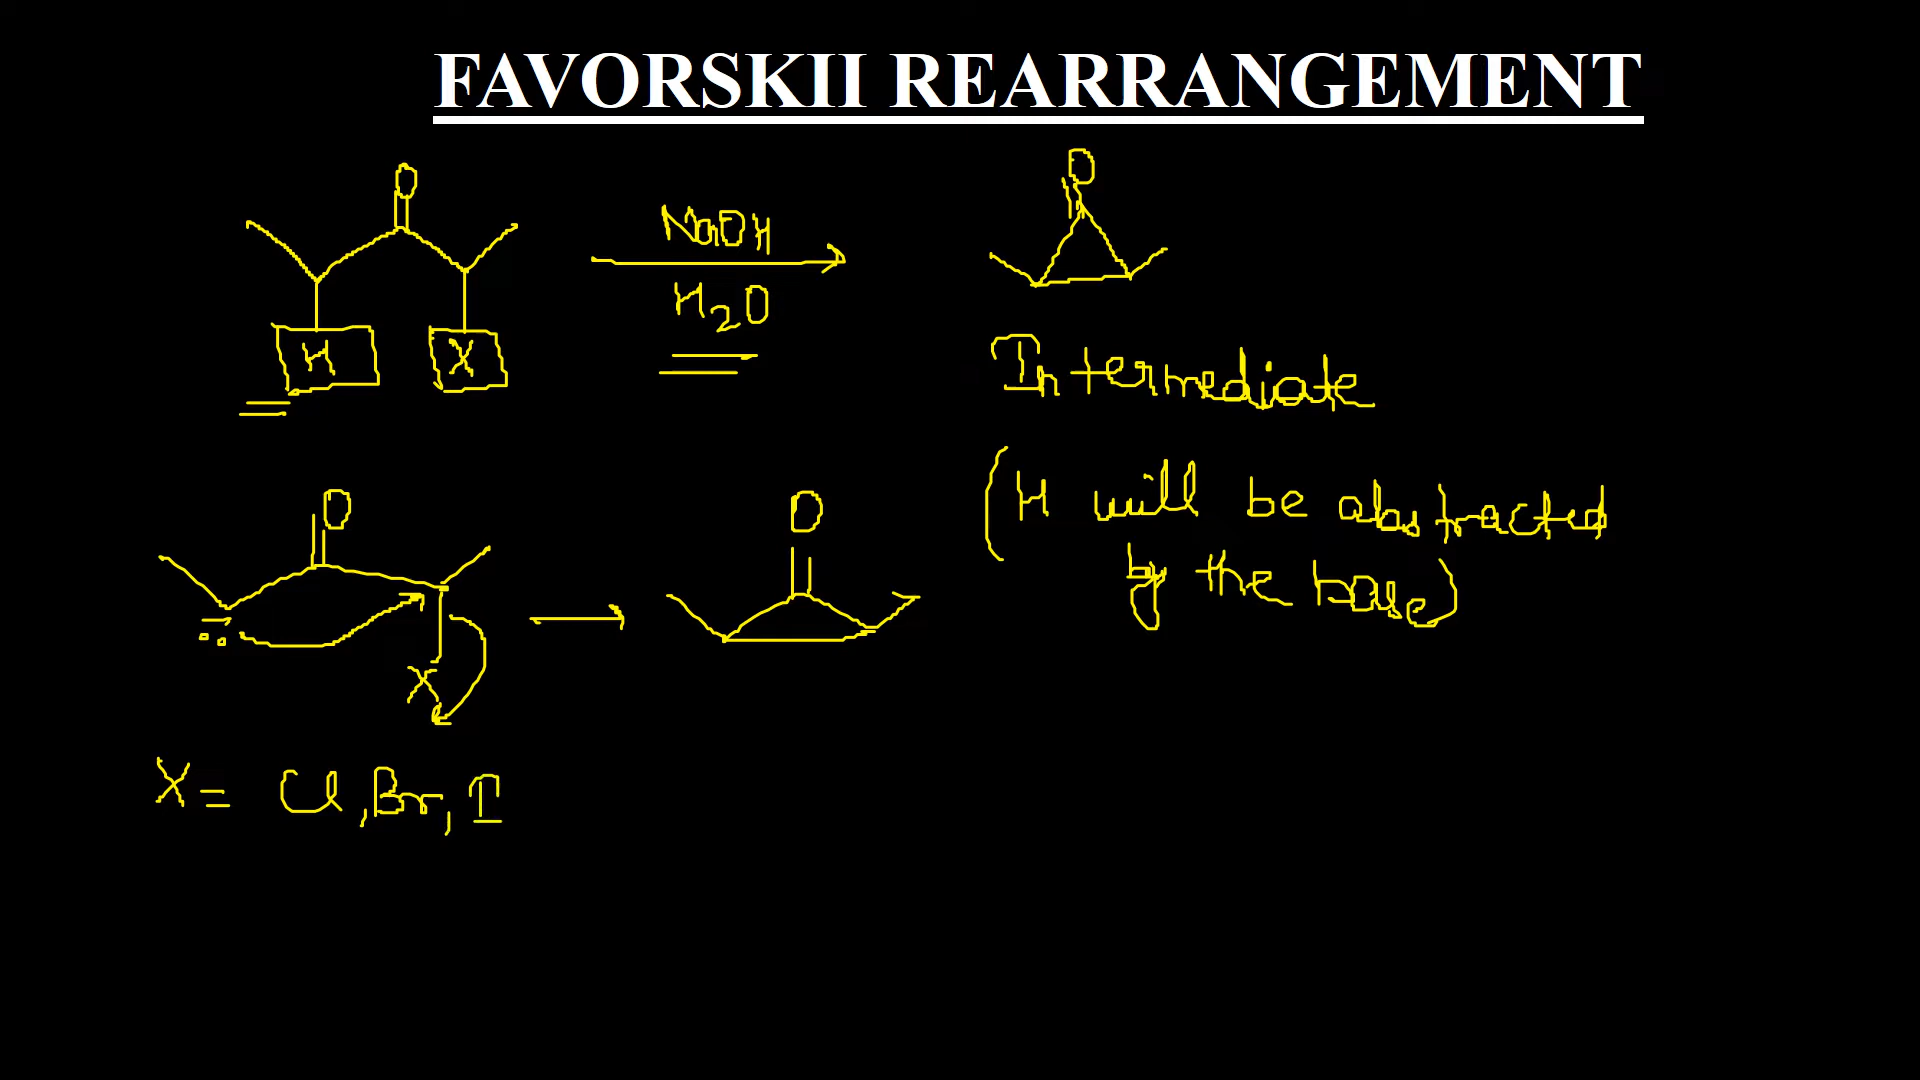 FAVORSKII REARRANGEMENT
O
O
NaOH
H2O
H
X
Intermediate
(H will be abstracted
by the base)
O
O
X
X = Cl, Br, I